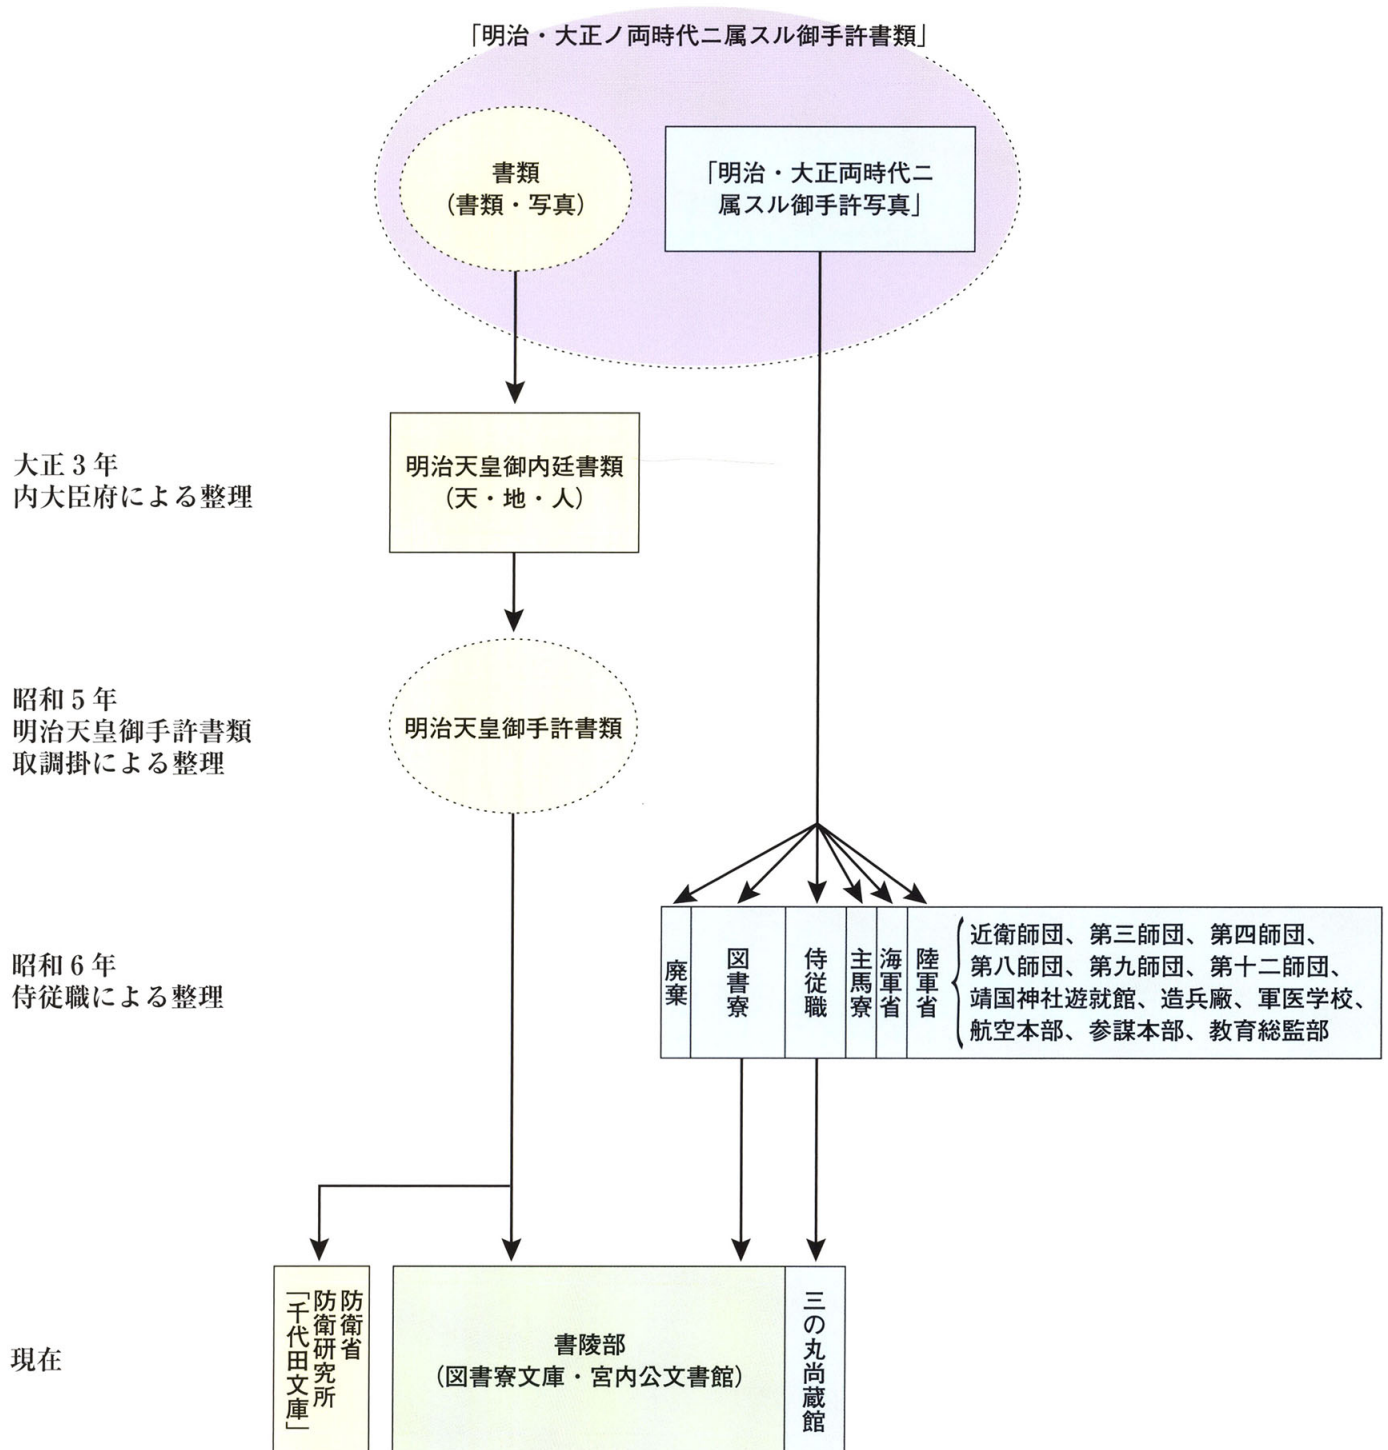 「明治・大正ノ両時代ニ属スル御手許書類」
書類
（書類・写真）
「明治・大正両時代ニ
属スル御手許写真」
大正３年
内大臣府による整理
明治天皇御内廷書類
（天・地・人）
昭和５年
明治天皇御手許書類
取調掛による整理
明治天皇御手許書類
昭和６年
侍従職による整理
廃棄
図書寮
侍従職
主馬寮
海軍省
陸軍省
近衛師団、第三師団、第四師団、
第八師団、第九師団、第十二師団、
靖国神社遊就館、造兵廠、軍医学校、
航空本部、参謀本部、教育総監部
現在
防衛省
防衛研究所
「千代田文庫」
書陵部
（図書寮文庫・宮内公文書館）
三の丸尚蔵館